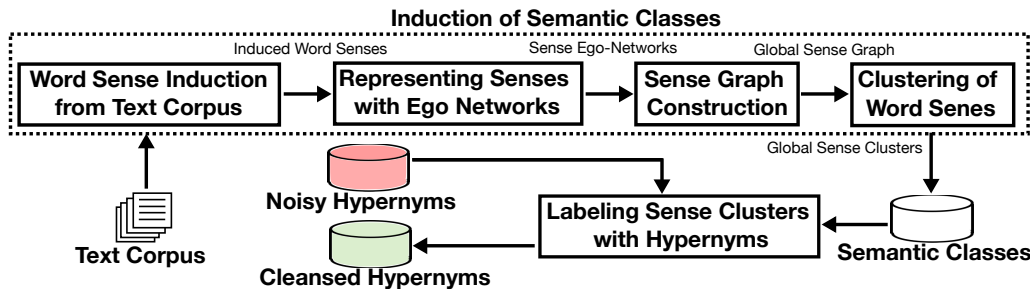 Induction of Semantic Classes
Induced Word Senses
Sense Ego-Networks
Global Sense Graph
Word Sense Induction
from Text Corpus
Representing Senses
with Ego Networks
Sense Graph
Construction
Clustering of
Word Senes
Global Sense Clusters
Noisy Hypernyms
Labeling Sense Clusters
with Hypernyms
Text Corpus
Semantic Classes
Cleansed Hypernyms